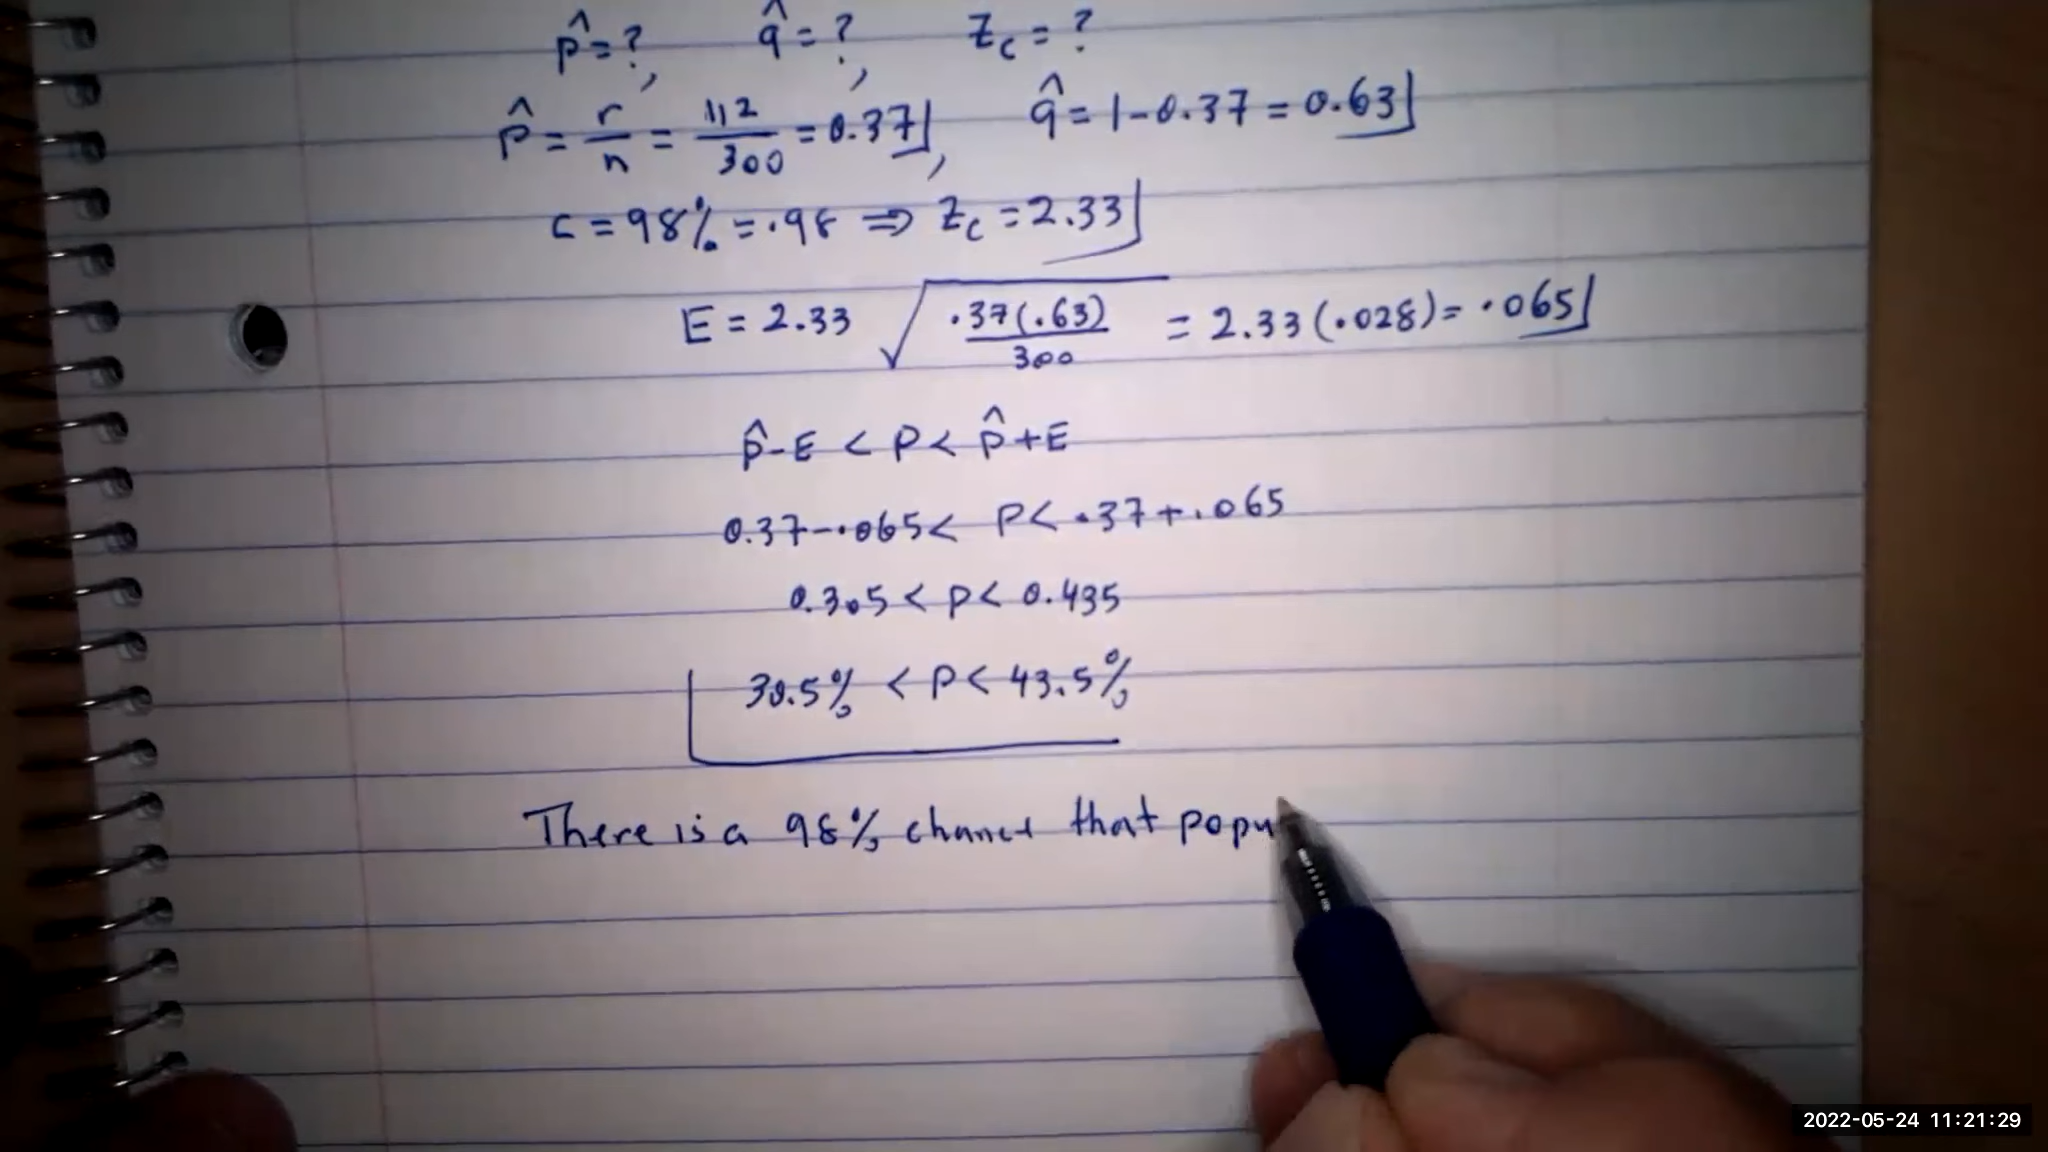 p̂ = ?, q̂ = ?, Zc = ?
p̂ = r/n = 112/300 = 0.37, q̂ = 1 - 0.37 = 0.63
c = 98% = .98 ⇒ Zc = 2.33
E = 2.33 √(.37(.63)/300) = 2.33(.028) = .065
p̂ - E < P < p̂ + E
0.37 - .065 < P < .37 + .065
0.305 < P < 0.435
30.5% < P < 43.5%
There is a 98% chance that popu
2022-05-24 11:21:29